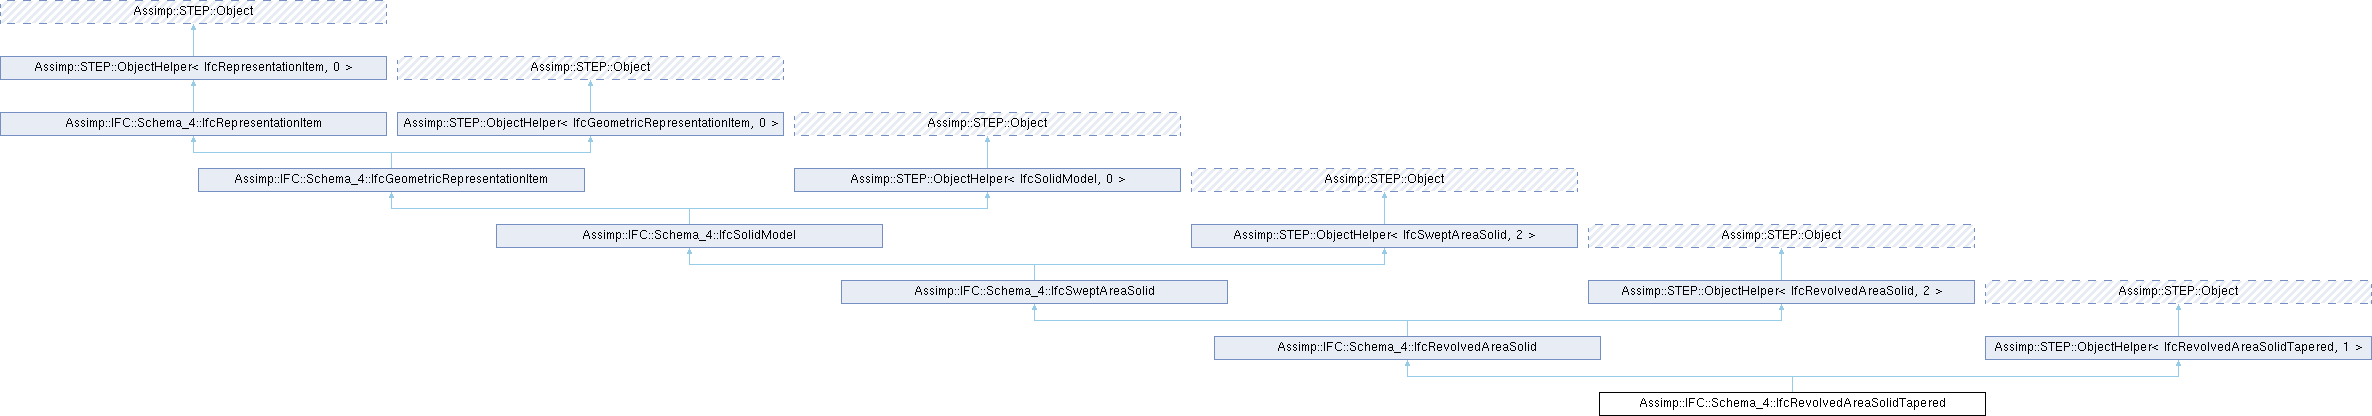 Assimp::STEP::Object
Assimp::STEP::ObjectHelper< IfcRepresentationItem, 0 >
Assimp::STEP::Object
Assimp::IFC::Schema_4::IfcRepresentationItem
Assimp::STEP::ObjectHelper< IfcGeometricRepresentationItem, 0 >
Assimp::STEP::Object
Assimp::IFC::Schema_4::IfcGeometricRepresentationItem
Assimp::STEP::ObjectHelper< IfcSolidModel, 0 >
Assimp::STEP::Object
Assimp::IFC::Schema_4::IfcSolidModel
Assimp::STEP::ObjectHelper< IfcSweptAreaSolid, 2 >
Assimp::STEP::Object
Assimp::IFC::Schema_4::IfcSweptAreaSolid
Assimp::STEP::ObjectHelper< IfcRevolvedAreaSolid, 2 >
Assimp::STEP::Object
Assimp::IFC::Schema_4::IfcRevolvedAreaSolid
Assimp::STEP::ObjectHelper< IfcRevolvedAreaSolidTapered, 1 >
Assimp::IFC::Schema_4::IfcRevolvedAreaSolidTapered